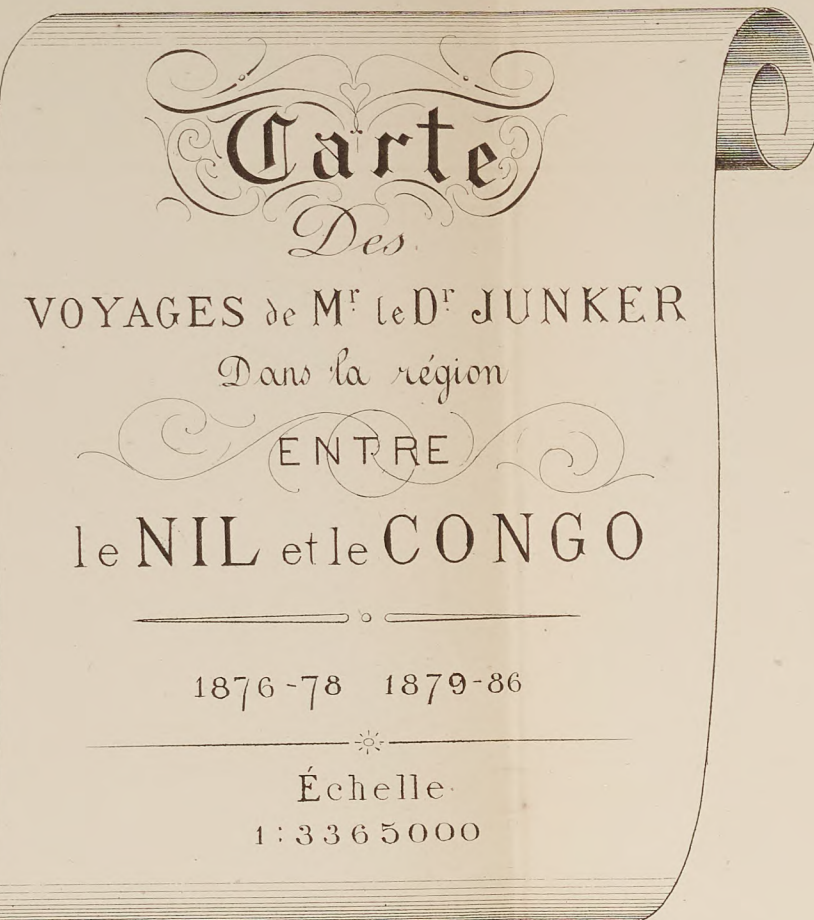 Carte
Des
VOYAGES de Mr le Dr JUNKER
Dans la région
ENTRE
le NIL et le CONGO
1876-78 1879-86
Échelle
1:3365000